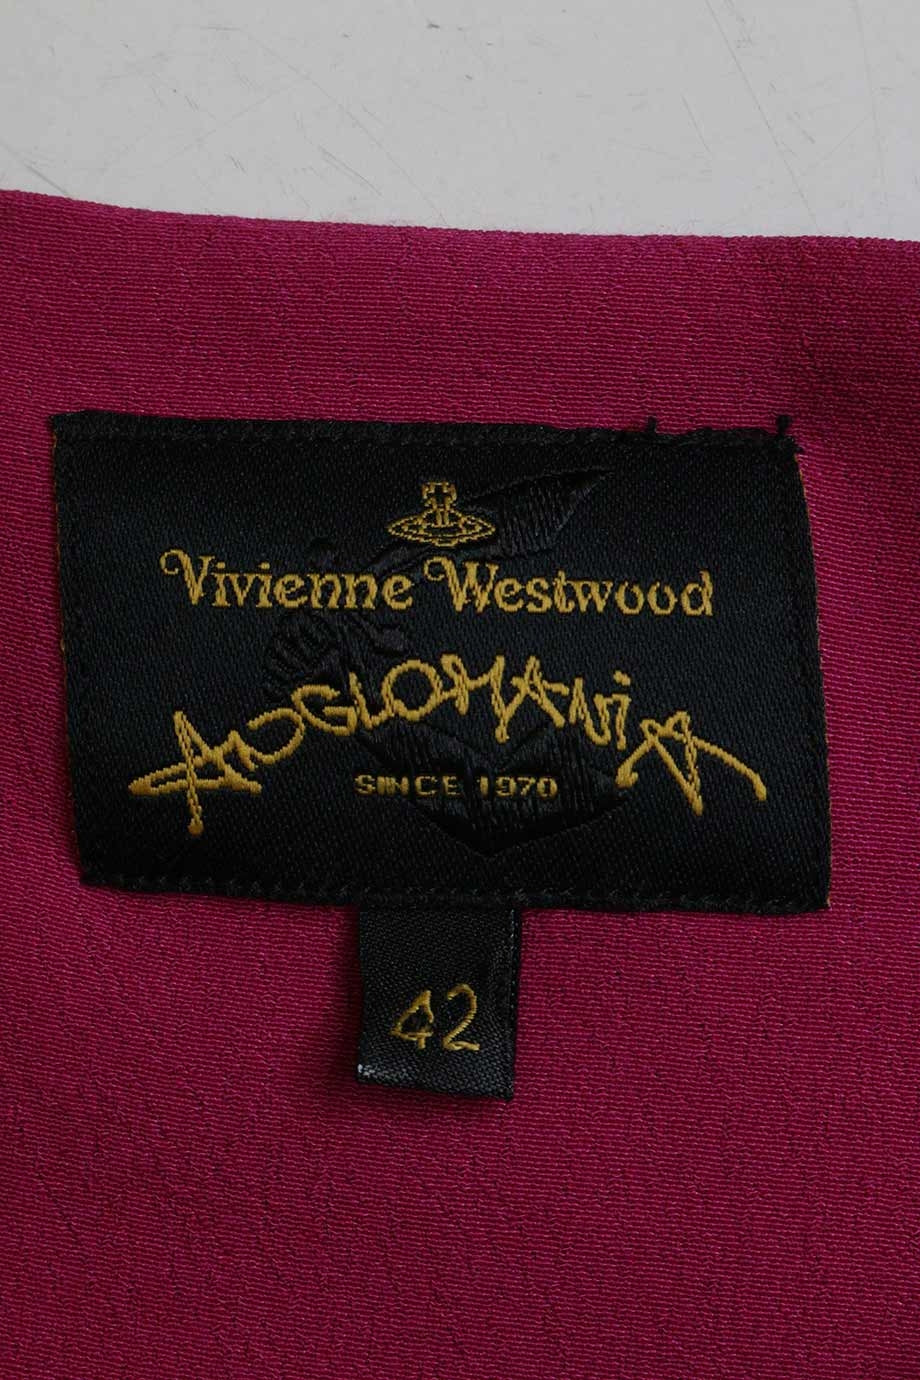 Vivienne Westwood
ANGLOMANiA
SINCE 1970
42